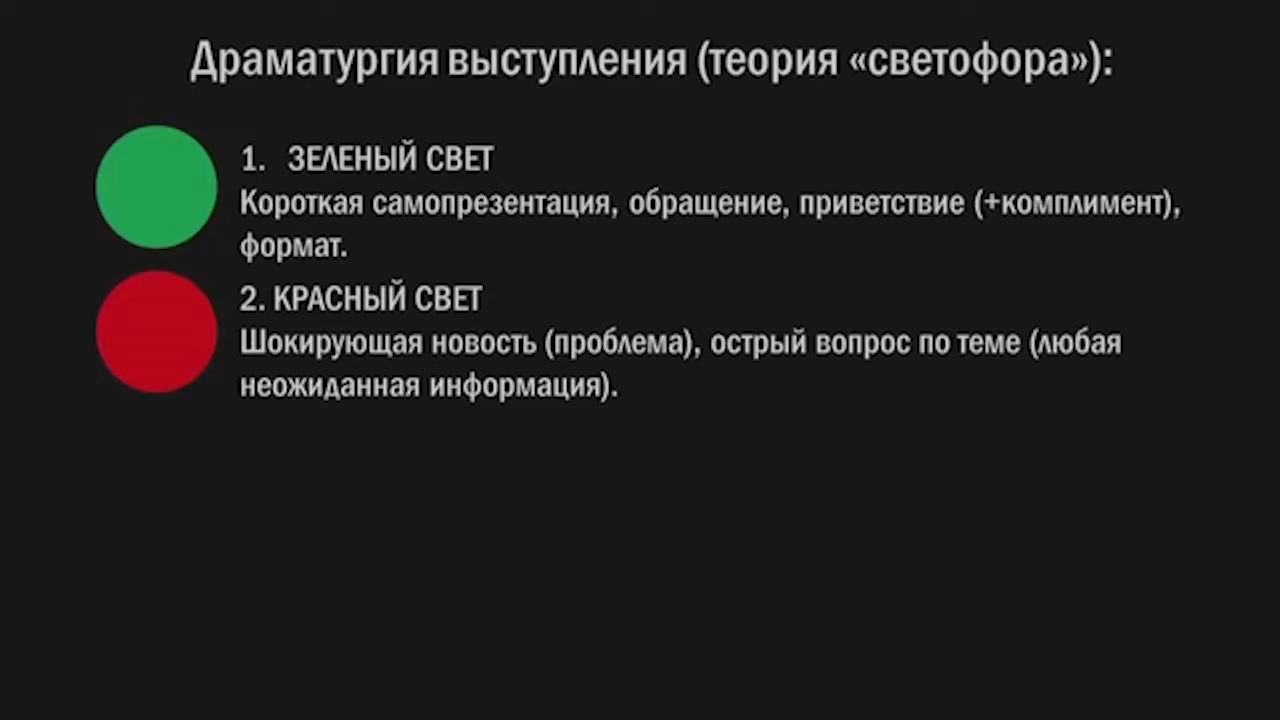 Драматургия выступления (теория «светофора»):
1. ЗЕЛЕНЫЙ СВЕТ
Короткая самопрезентация, обращение, приветствие (+комплимент),
формат.
2. КРАСНЫЙ СВЕТ
Шокирующая новость (проблема), острый вопрос по теме (любая
неожиданная информация).